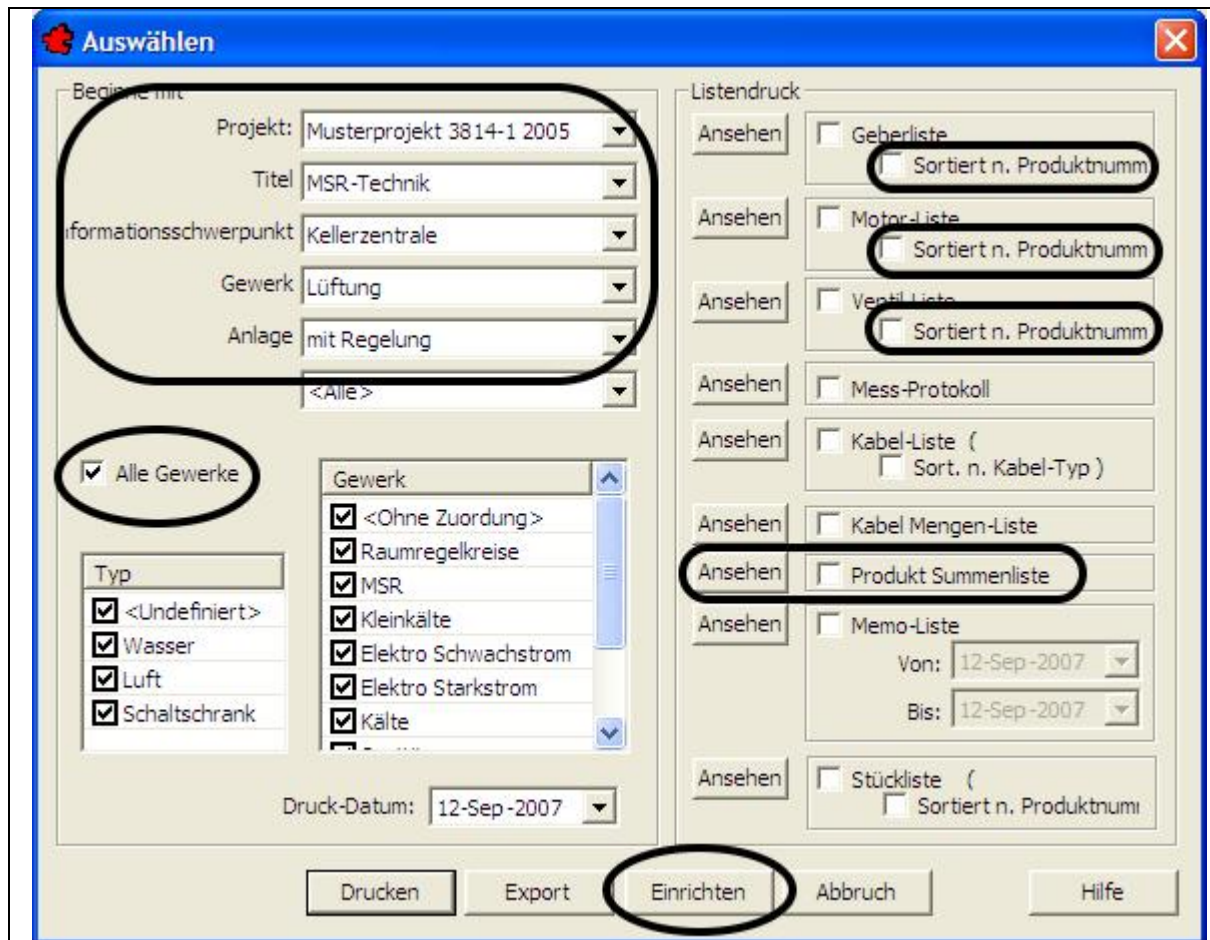 Auswählen
Beginne mit
Projekt: Musterprojekt 3814-1 2005
Titel MSR-Technik
nformationsschwerpunkt Kellerzentrale
Gewerk Lüftung
Anlage mit Regelung
<Alle>
Alle Gewerke
Typ
<Undefiniert>
Wasser
Luft
Schaltschrank
Gewerk
<Ohne Zuordung>
Raumregelkreise
MSR
Kleinkälte
Elektro Schwachstrom
Elektro Starkstrom
Kälte
Druck-Datum: 12-Sep-2007
Listendruck
Ansehen Geberliste
Sortiert n. Produktnumm
Ansehen Motor-Liste
Sortiert n. Produktnumm
Ansehen Ventil-Liste
Sortiert n. Produktnumm
Ansehen Mess-Protokoll
Ansehen Kabel-Liste (
Sort. n. Kabel-Typ )
Ansehen Kabel Mengen-Liste
Ansehen Produkt Summenliste
Ansehen Memo-Liste
Von: 12-Sep-2007
Bis: 12-Sep-2007
Ansehen Stückliste (
Sortiert n. Produktnum
Drucken Export Einrichten Abbruch Hilfe